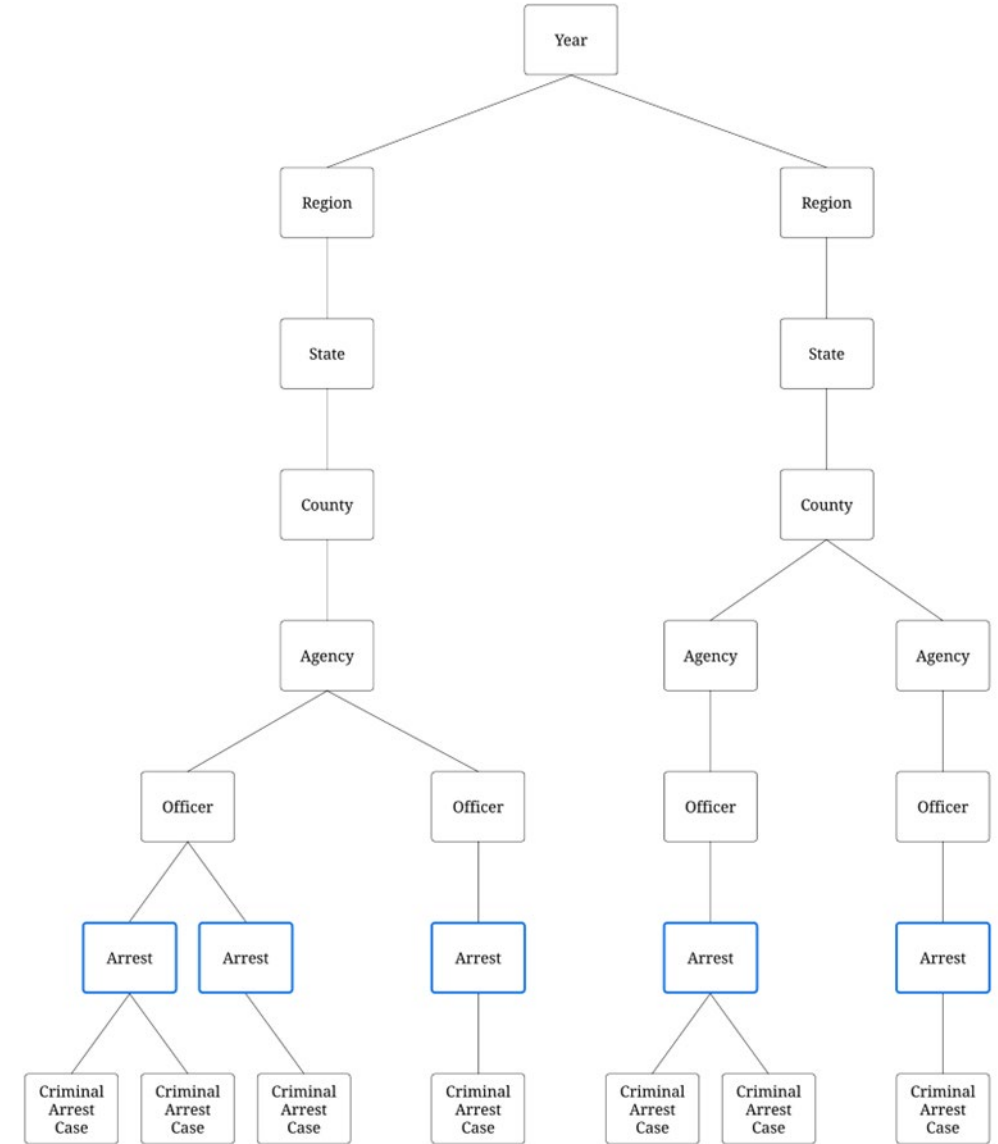 Year
Region
Region
State
State
County
County
Agency
Agency
Agency
Officer
Officer
Officer
Officer
Arrest
Arrest
Arrest
Arrest
Arrest
Criminal
Arrest
Case
Criminal
Arrest
Case
Criminal
Arrest
Case
Criminal
Arrest
Case
Criminal
Arrest
Case
Criminal
Arrest
Case
Criminal
Arrest
Case